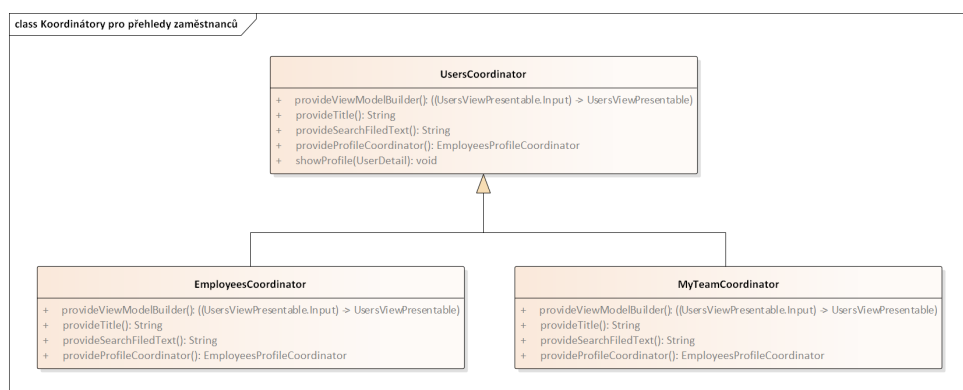 class Koordinátory pro přehledy zaměstnanců
UsersCoordinator
+ provideViewModelBuilder(): ((UsersViewPresentable.Input) -> UsersViewPresentable)
+ provideTitle(): String
+ provideSearchFiledText(): String
+ provideProfileCoordinator(): EmployeesProfileCoordinator
+ showProfile(UserDetail): void
EmployeesCoordinator
+ provideViewModelBuilder(): ((UsersViewPresentable.Input) -> UsersViewPresentable)
+ provideTitle(): String
+ provideSearchFiledText(): String
+ provideProfileCoordinator(): EmployeesProfileCoordinator
MyTeamCoordinator
+ provideViewModelBuilder(): ((UsersViewPresentable.Input) -> UsersViewPresentable)
+ provideTitle(): String
+ provideSearchFiledText(): String
+ provideProfileCoordinator(): EmployeesProfileCoordinator